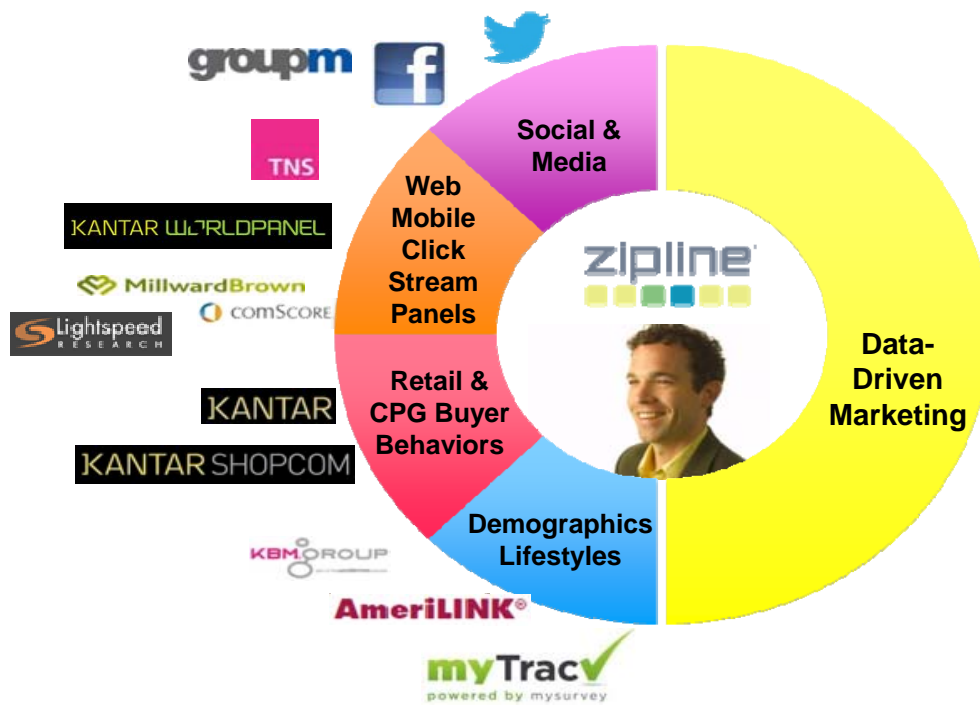 groupm
f
TNS
KANTAR WORLDPANEL
MillwardBrown
comSCORE
Lightspeed
RESEARCH
KANTAR
KANTAR SHOPCOM
KBM GROUP
AmeriLINK®
myTrac
powered by mysurvey
Social &
Media
Web
Mobile
Click
Stream
Panels
Retail &
CPG Buyer
Behaviors
Demographics
Lifestyles
zipline
Data-
Driven
Marketing